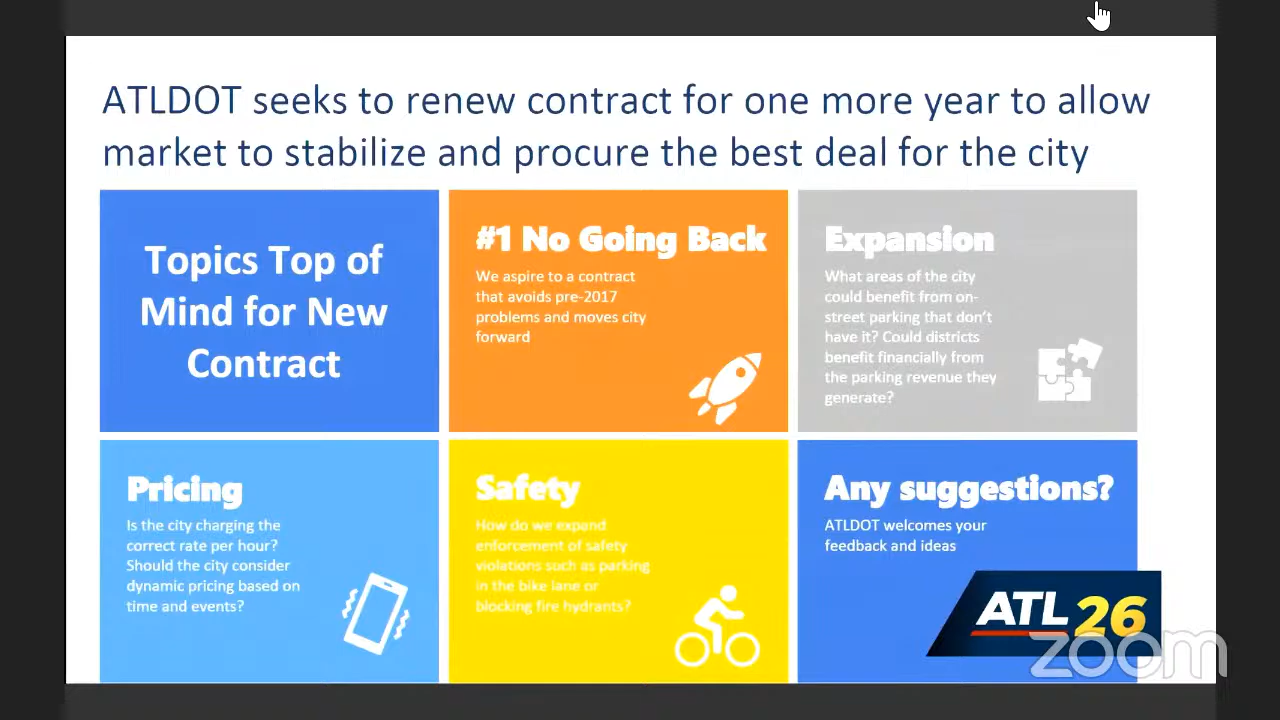 ATLDOT seeks to renew contract for one more year to allow
market to stabilize and procure the best deal for the city
Topics Top of
Mind for New
Contract
#1 No Going Back
We aspire to a contract
that avoids pre-2017
problems and moves city
forward
Expansion
What areas of the city
could benefit from on-
street parking that don't
have it? Could districts
benefit financially from
the parking revenue they
generate?
Pricing
Is the city charging the
correct rate per hour?
Should the city consider
dynamic pricing based on
time and events?
Safety
How do we expand
enforcement of safety
violations such as parking
in the bike lane or
blocking fire hydrants?
Any suggestions?
ATLDOT welcomes your
feedback and ideas
ATL 26
zoom